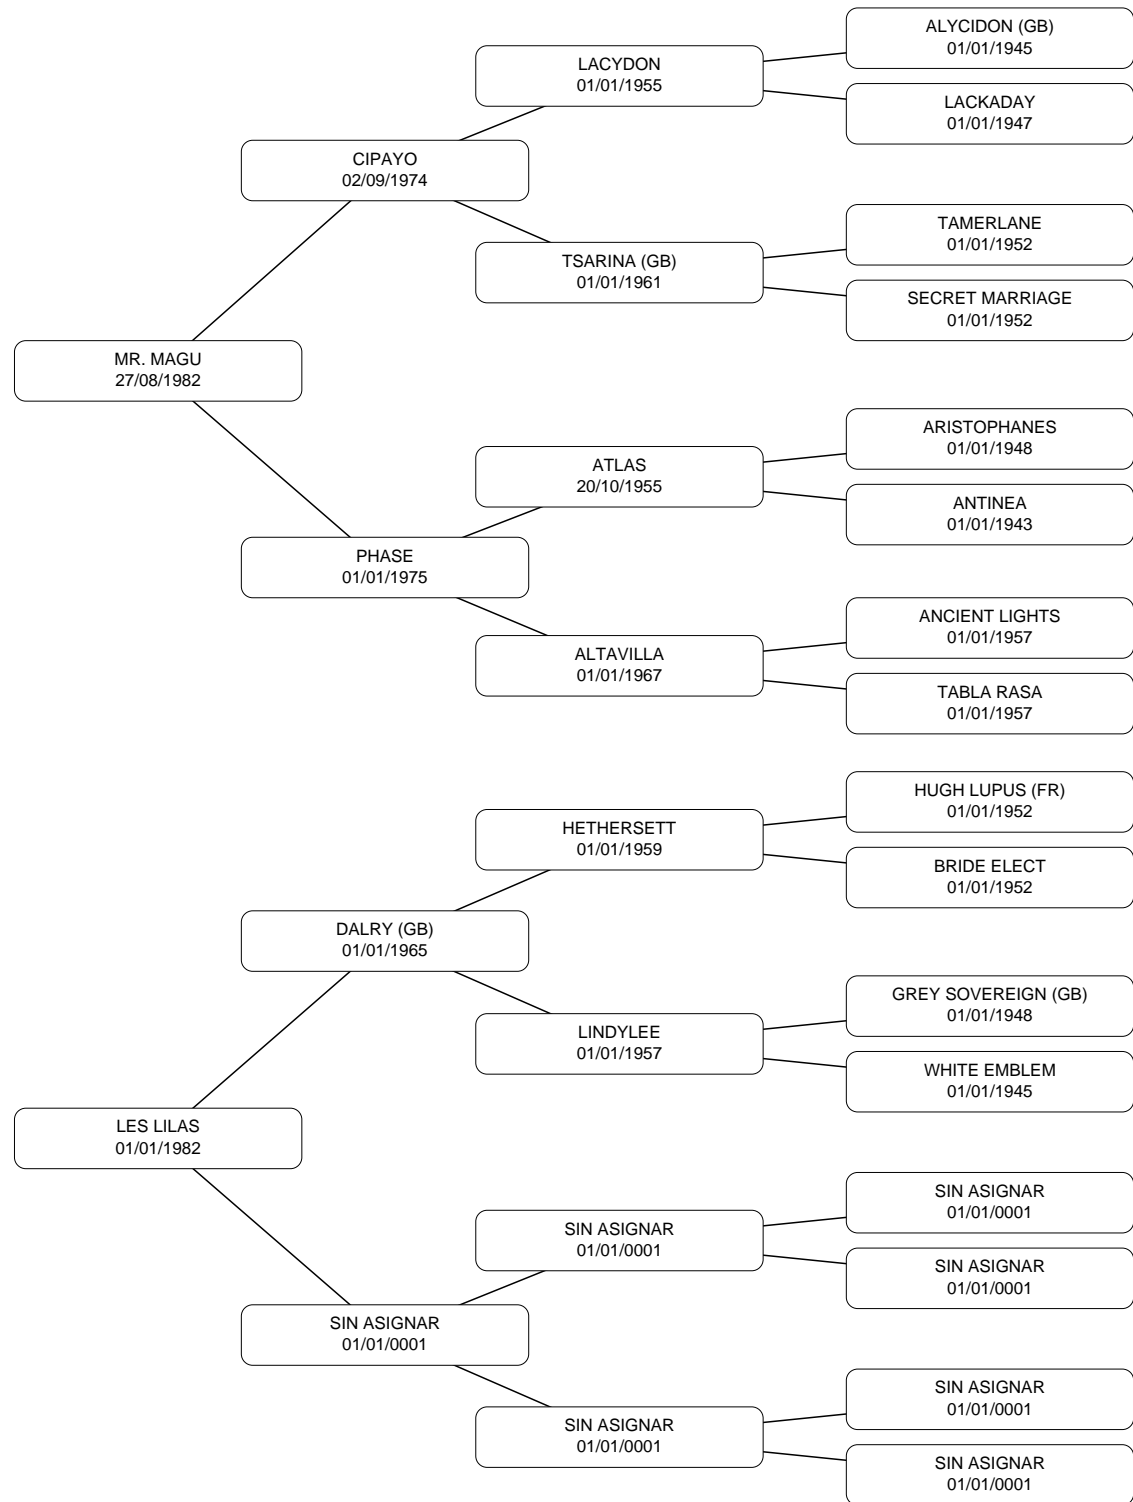 ALYCIDON (GB)
01/01/1945
LACYDON
01/01/1955
LACKADAY
01/01/1947
CIPAYO
02/09/1974
TAMERLANE
01/01/1952
TSARINA (GB)
01/01/1961
SECRET MARRIAGE
01/01/1952
MR. MAGU
27/08/1982
ARISTOPHANES
01/01/1948
ATLAS
20/10/1955
ANTINEA
01/01/1943
PHASE
01/01/1975
ANCIENT LIGHTS
01/01/1957
ALTAVILLA
01/01/1967
TABLA RASA
01/01/1957
HUGH LUPUS (FR)
01/01/1952
HETHERSETT
01/01/1959
BRIDE ELECT
01/01/1952
DALRY (GB)
01/01/1965
GREY SOVEREIGN (GB)
01/01/1948
LINDYLEE
01/01/1957
WHITE EMBLEM
01/01/1945
LES LILAS
01/01/1982
SIN ASIGNAR
01/01/0001
SIN ASIGNAR
01/01/0001
SIN ASIGNAR
01/01/0001
SIN ASIGNAR
01/01/0001
SIN ASIGNAR
01/01/0001
SIN ASIGNAR
01/01/0001
SIN ASIGNAR
01/01/0001